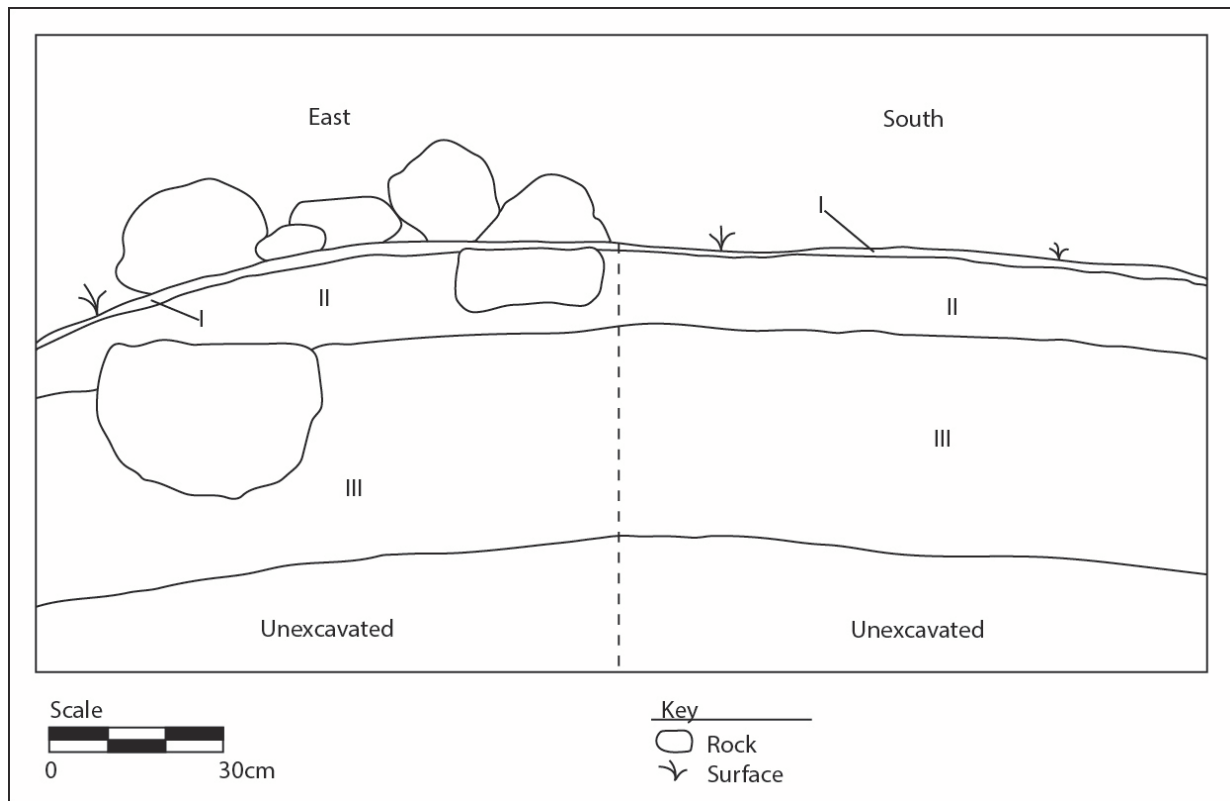 East
South
I
II
I
II
III
III
Unexcavated
Unexcavated
Scale
0
30cm
Key
Rock
Surface